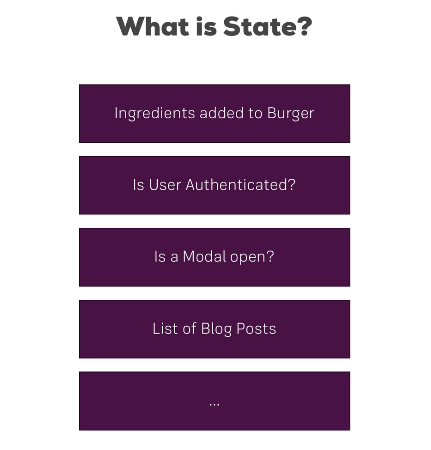 What is State?
Ingredients added to Burger
Is User Authenticated?
Is a Modal open?
List of Blog Posts
...